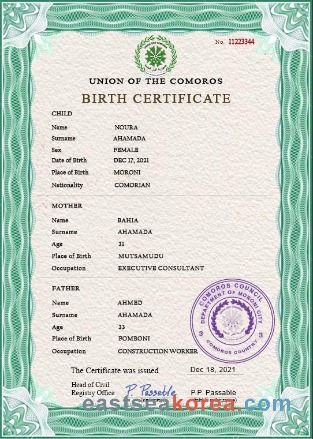 No. 11223344
UNION OF THE COMOROS
BIRTH CERTIFICATE
CHILD
Name NOURA
Surname AHAMADA
Sex FEMALE
Date of Birth DEC 17, 2021
Place of Birth MORONI
Nationality COMORIAN
MOTHER
Name BAHIA
Surname AHAMADA
Age 31
Place of Birth MUTSAMUDU
Occupation EXECUTIVE CONSULTANT
FATHER
Name AHMED
Surname AHAMADA
Age 33
Place of Birth FOMBONI
Occupation CONSTRUCTION WORKER
COMOROS COUNCIL
DEPARTMENT OF MORONI CITY
COMOROS COUNTRY
The Certificate was issued Dec 18, 2021
Head of Civil
Registry Office P. Passable P.P. Passable
eastseakorea.com